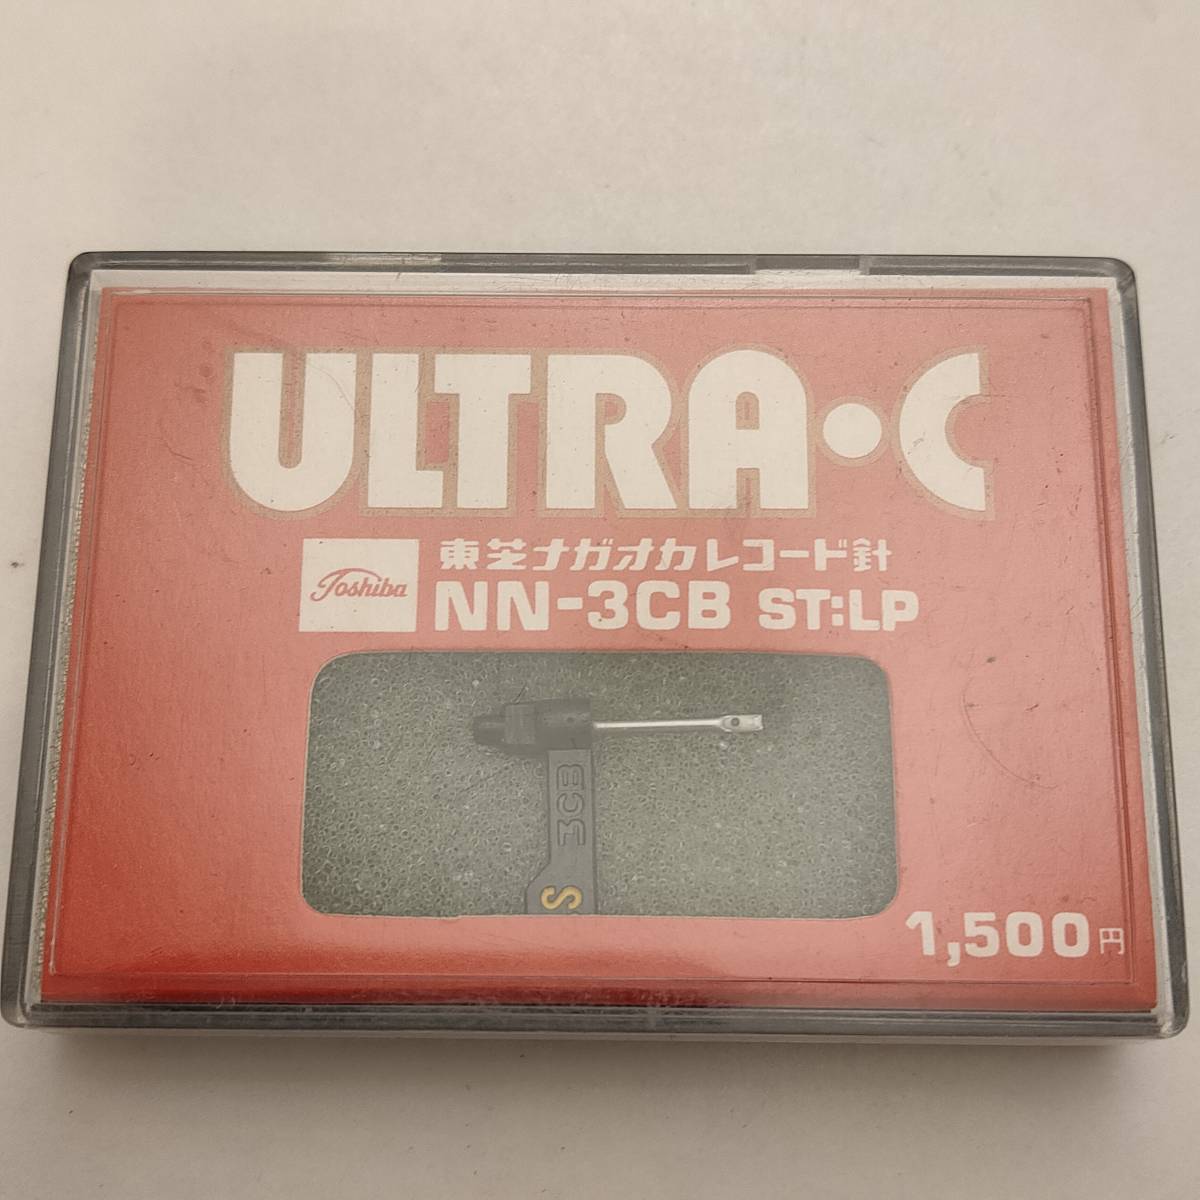 ULTRA・C
東芝ナガオカレコード針
Toshiba
NN-3CB ST:LP
3CB
S
1,500円